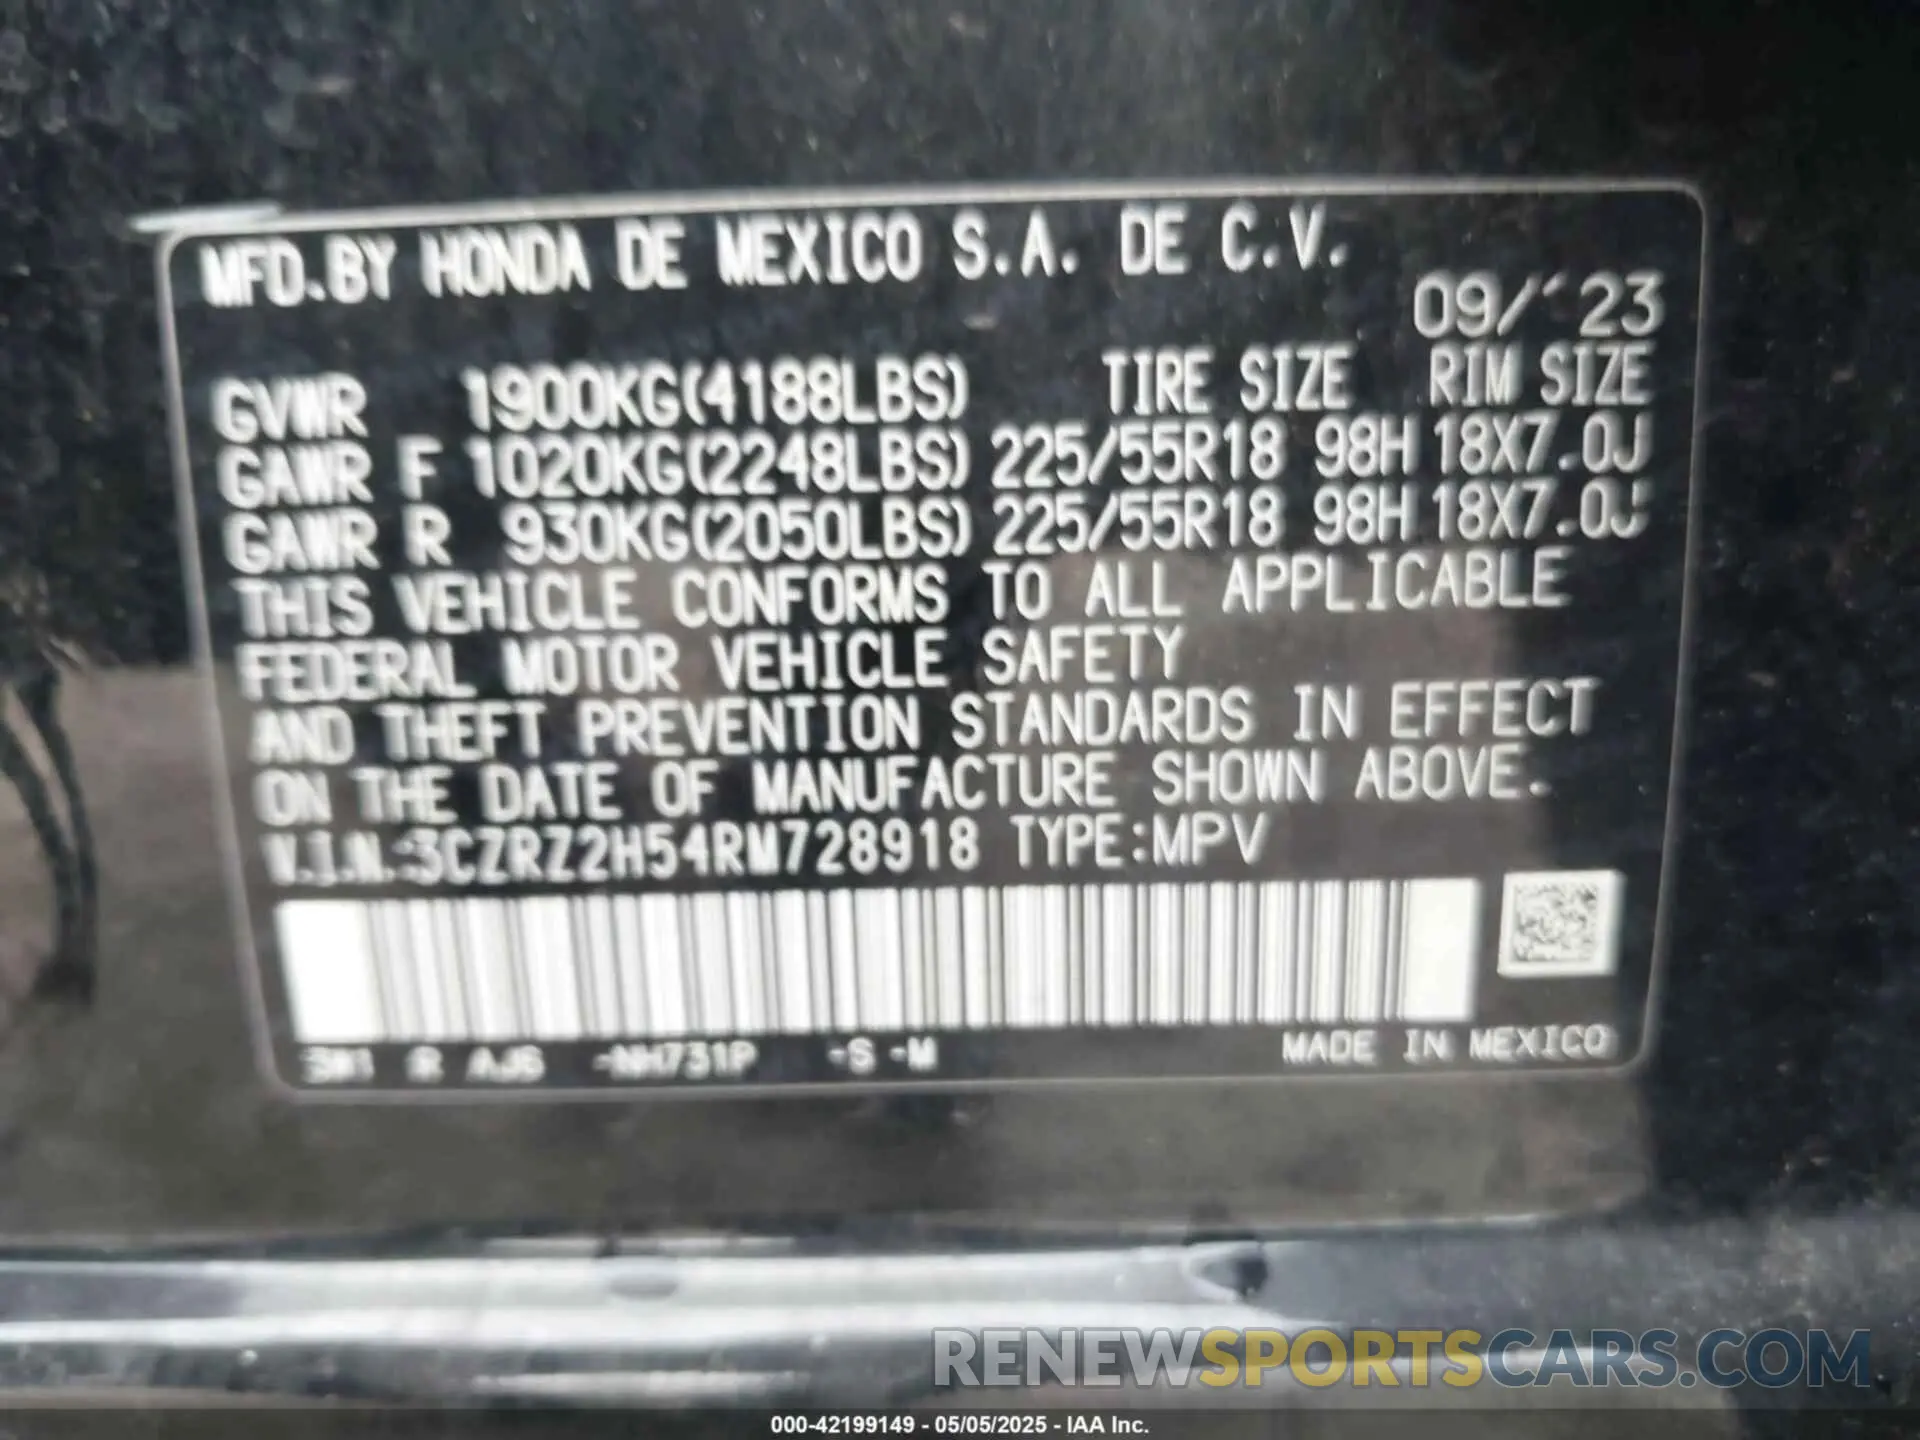 MFD.BY HONDA DE MEXICO S.A. DE C.V.
09/'23
GVWR 1900KG(4188LBS) TIRE SIZE RIM SIZE
GAWR F 1020KG(2248LBS) 225/55R18 98H 18X7.0J
GAWR R 930KG(2050LBS) 225/55R18 98H 18X7.0J
THIS VEHICLE CONFORMS TO ALL APPLICABLE
FEDERAL MOTOR VEHICLE SAFETY
AND THEFT PREVENTION STANDARDS IN EFFECT
ON THE DATE OF MANUFACTURE SHOWN ABOVE.
V.I.N.:3CZRZ2H54RM728918 TYPE:MPV
3W1 R AJ6 -NH731P -S -M MADE IN MEXICO
RENEWSPORTSCARS.COM
000-42199149 - 05/05/2025 - IAA Inc.